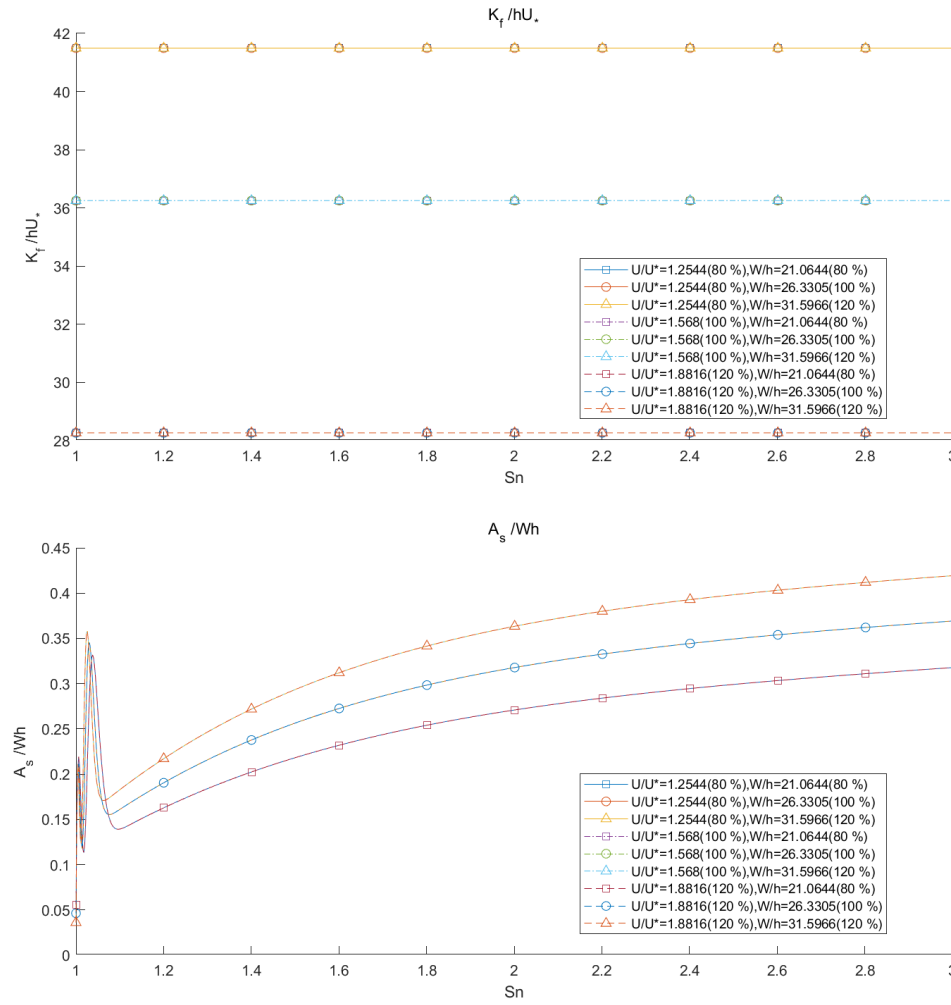 K_f /hU_*
42
40
38
36
34
32
30
28
K_f /hU_*
1 1.2 1.4 1.6 1.8 2 2.2 2.4 2.6 2.8 3
Sn
U/U*=1.2544(80 %),W/h=21.0644(80 %)
U/U*=1.2544(80 %),W/h=26.3305(100 %)
U/U*=1.2544(80 %),W/h=31.5966(120 %)
U/U*=1.568(100 %),W/h=21.0644(80 %)
U/U*=1.568(100 %),W/h=26.3305(100 %)
U/U*=1.568(100 %),W/h=31.5966(120 %)
U/U*=1.8816(120 %),W/h=21.0644(80 %)
U/U*=1.8816(120 %),W/h=26.3305(100 %)
U/U*=1.8816(120 %),W/h=31.5966(120 %)
A_s /Wh
0.45
0.4
0.35
0.3
0.25
0.2
0.15
0.1
0.05
0
A_s /Wh
1 1.2 1.4 1.6 1.8 2 2.2 2.4 2.6 2.8 3
Sn
U/U*=1.2544(80 %),W/h=21.0644(80 %)
U/U*=1.2544(80 %),W/h=26.3305(100 %)
U/U*=1.2544(80 %),W/h=31.5966(120 %)
U/U*=1.568(100 %),W/h=21.0644(80 %)
U/U*=1.568(100 %),W/h=26.3305(100 %)
U/U*=1.568(100 %),W/h=31.5966(120 %)
U/U*=1.8816(120 %),W/h=21.0644(80 %)
U/U*=1.8816(120 %),W/h=26.3305(100 %)
U/U*=1.8816(120 %),W/h=31.5966(120 %)